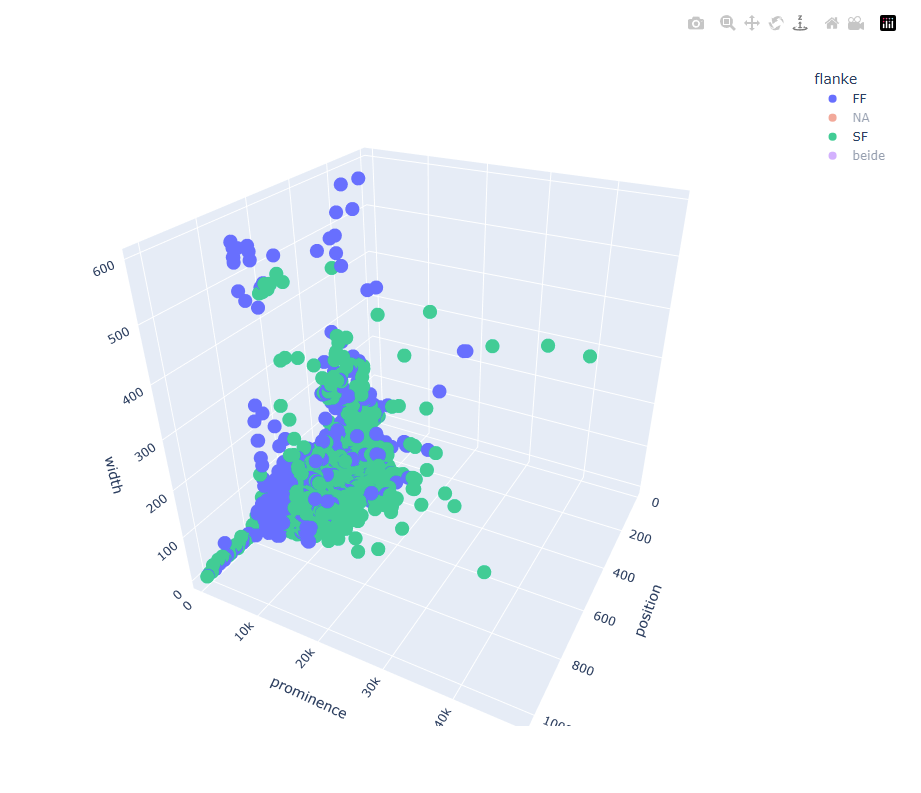 flanke
FF
NA
SF
beide
600
500
400
300
200
100
0
width
0
10k
20k
30k
40k
prominence
0
200
400
600
800
position